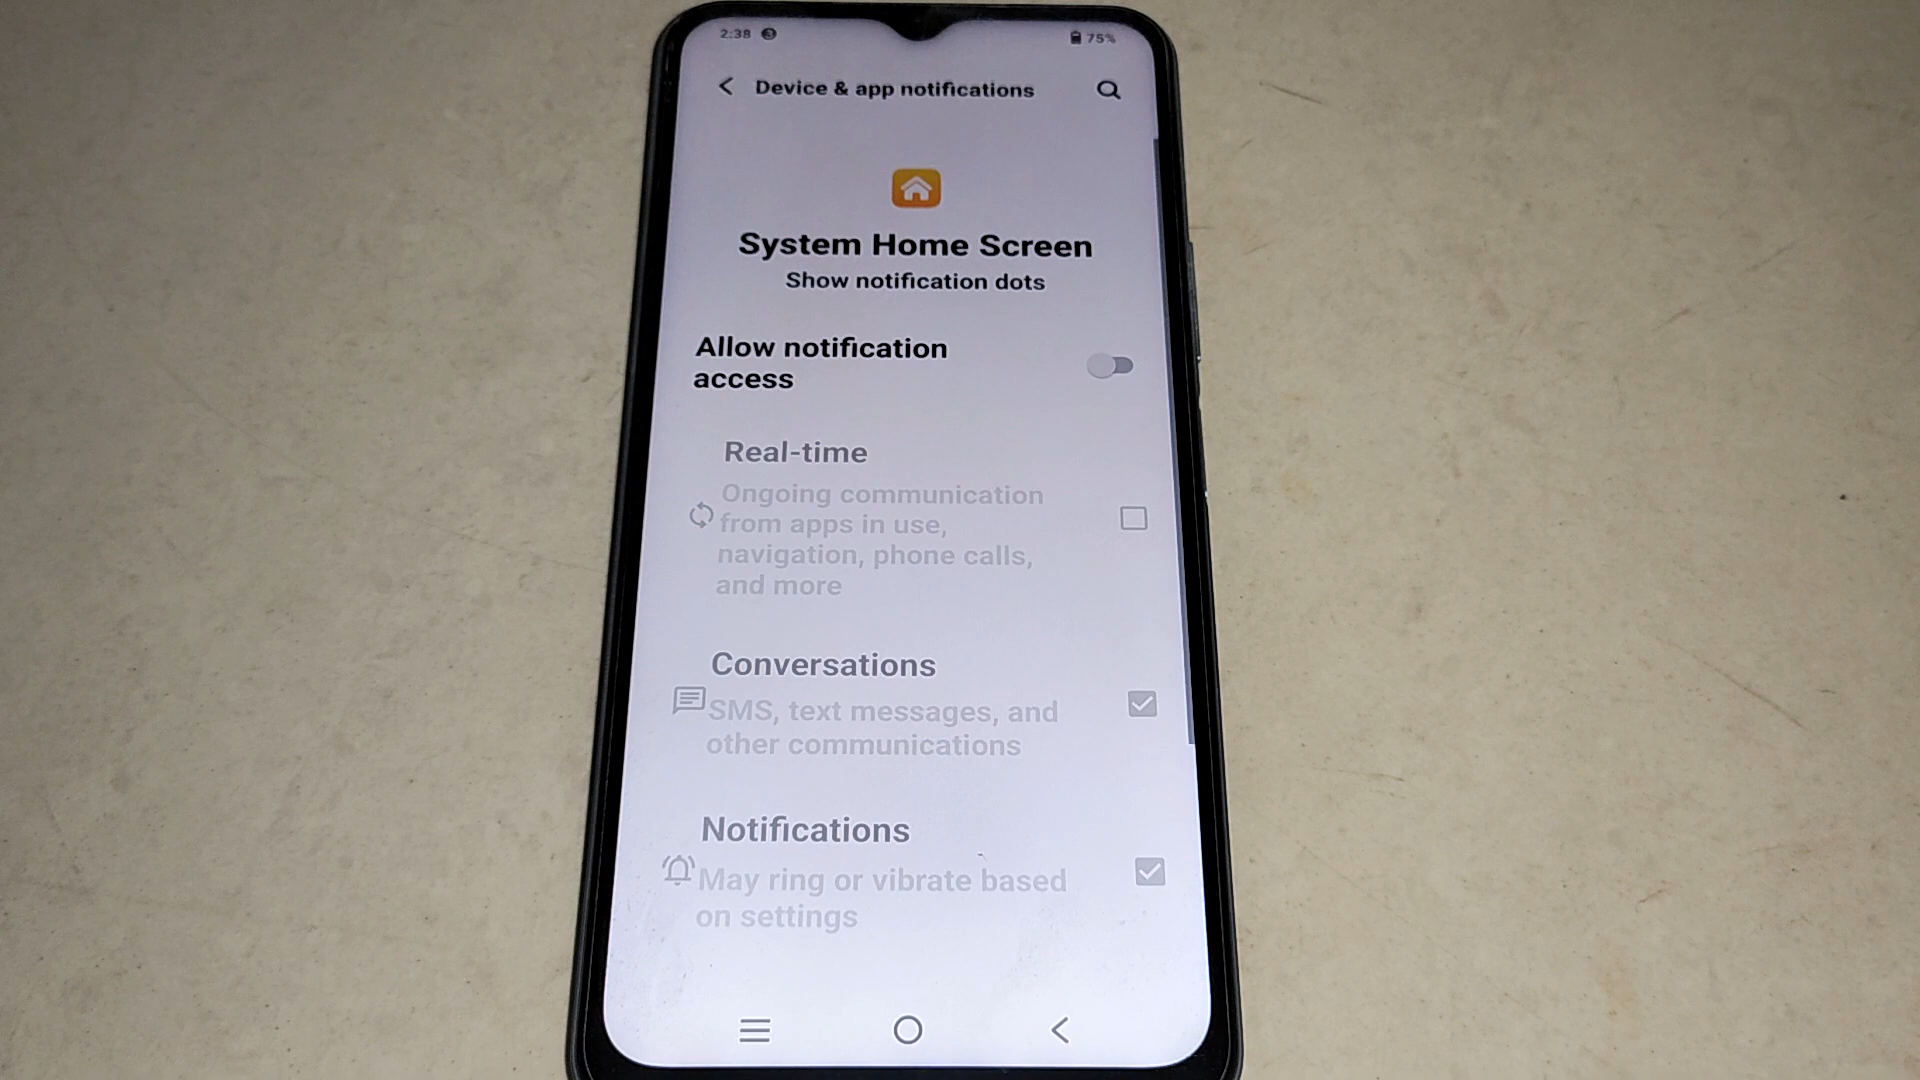 2:38
75%
Device & app notifications
System Home Screen
Show notification dots
Allow notification
access
Real-time
Ongoing communication
from apps in use,
navigation, phone calls,
and more
Conversations
SMS, text messages, and
other communications
Notifications
May ring or vibrate based
on settings